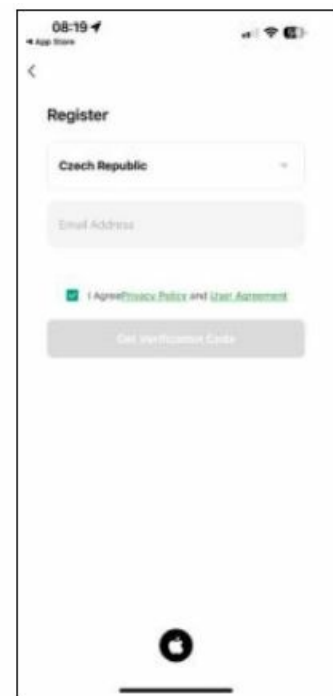 08:19
◀ App Store
Register
Czech Republic
Email Address
I AgreePrivacy Policy and User Agreement
Get Verification Code